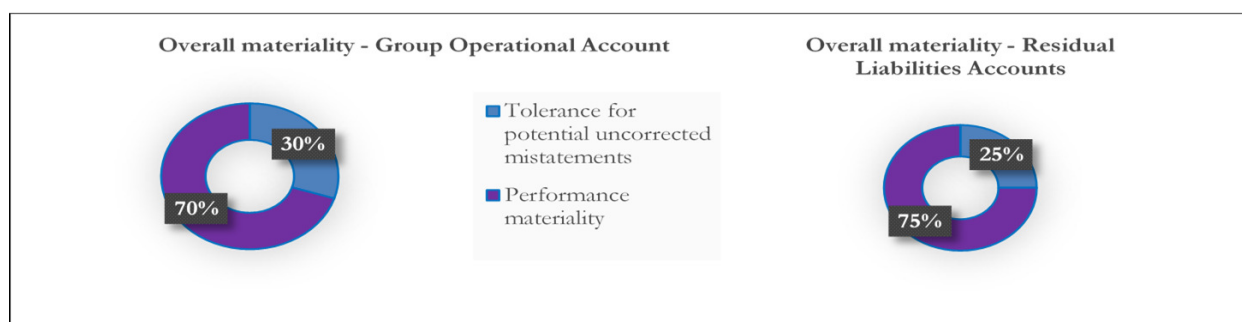 Overall materiality - Group Operational Account
30%
70%
Tolerance for
potential uncorrected
mistatements
Performance
materiality
Overall materiality - Residual
Liabilities Accounts
25%
75%